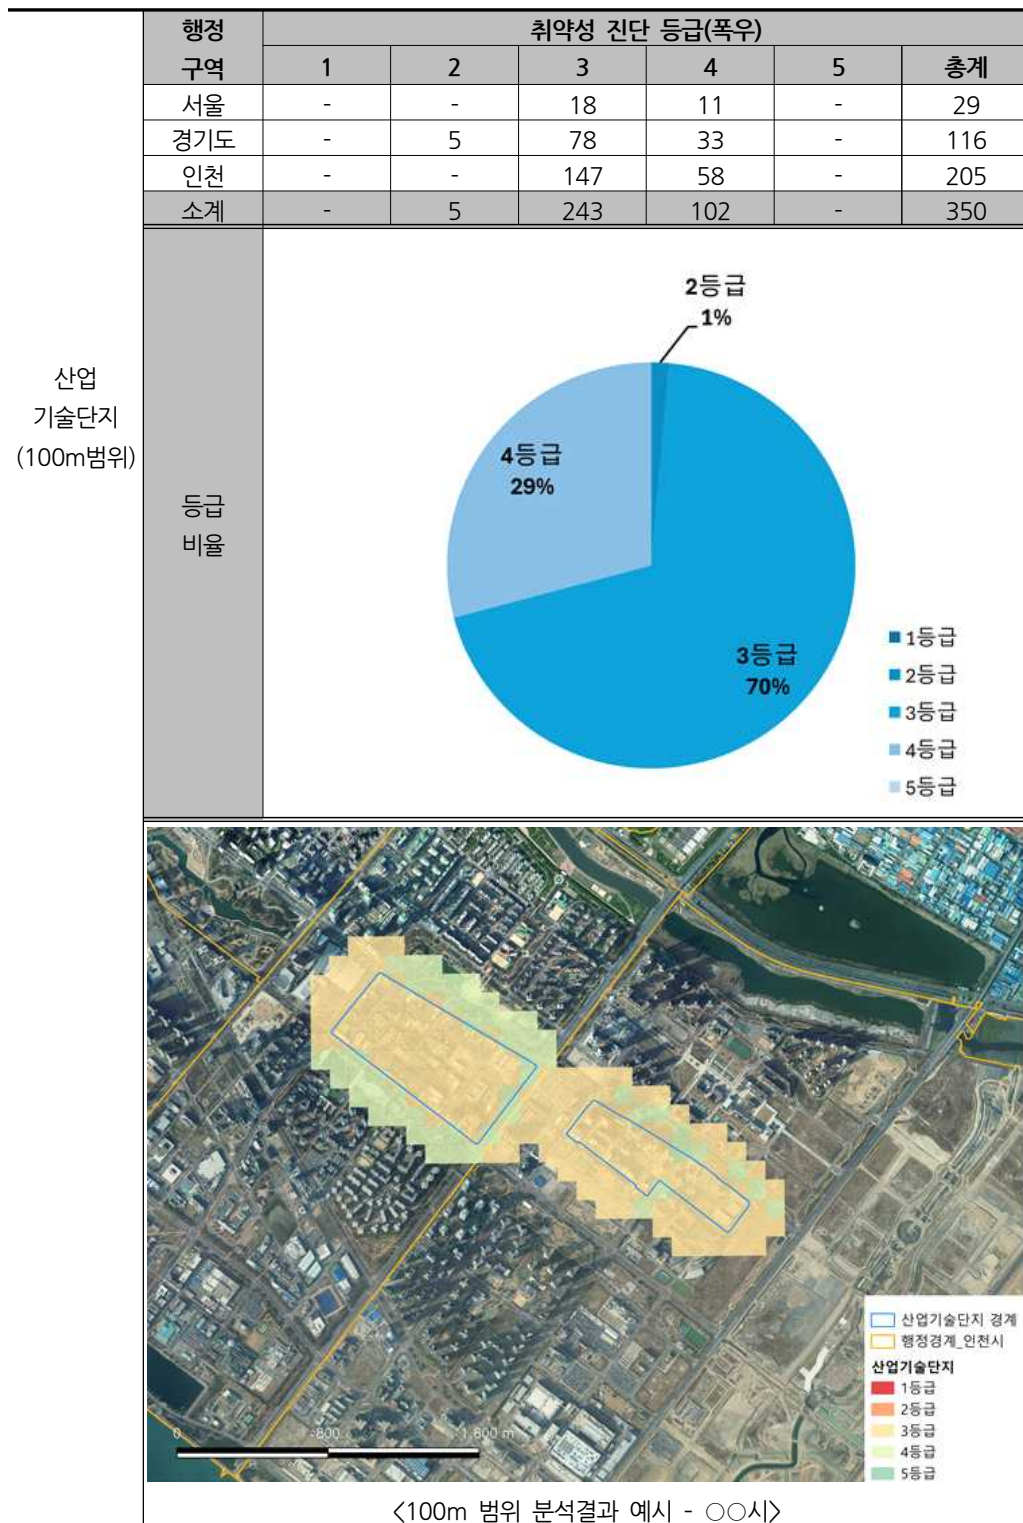 행정 구역 취약성 진단 등급(폭우)
1 2 3 4 5 총계
서울 - - 18 11 - 29
경기도 - 5 78 33 - 116
인천 - - 147 58 - 205
소계 - 5 243 102 - 350
산업
기술단지
(100m범위)
등급
비율
2등급
1%
4등급
29%
3등급
70%
1등급
2등급
3등급
4등급
5등급
산업기술단지 경계
행정경계_인천시
산업기술단지
1등급
2등급
3등급
4등급
5등급
0 800 1,600 m
<100m 범위 분석결과 예시 - ○○시>